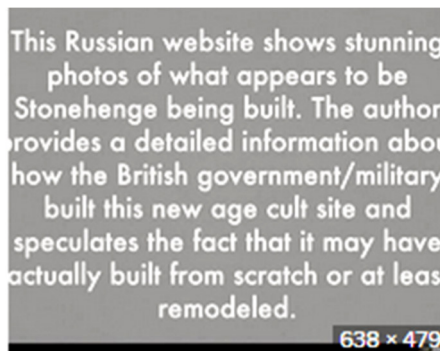 This Russian website shows stunning
photos of what appears to be
Stonehenge being built. The author
provides a detailed information abou
how the British government/military
built this new age cult site and
speculates the fact that it may have
actually built from scratch or at leas
remodeled.
638 × 479